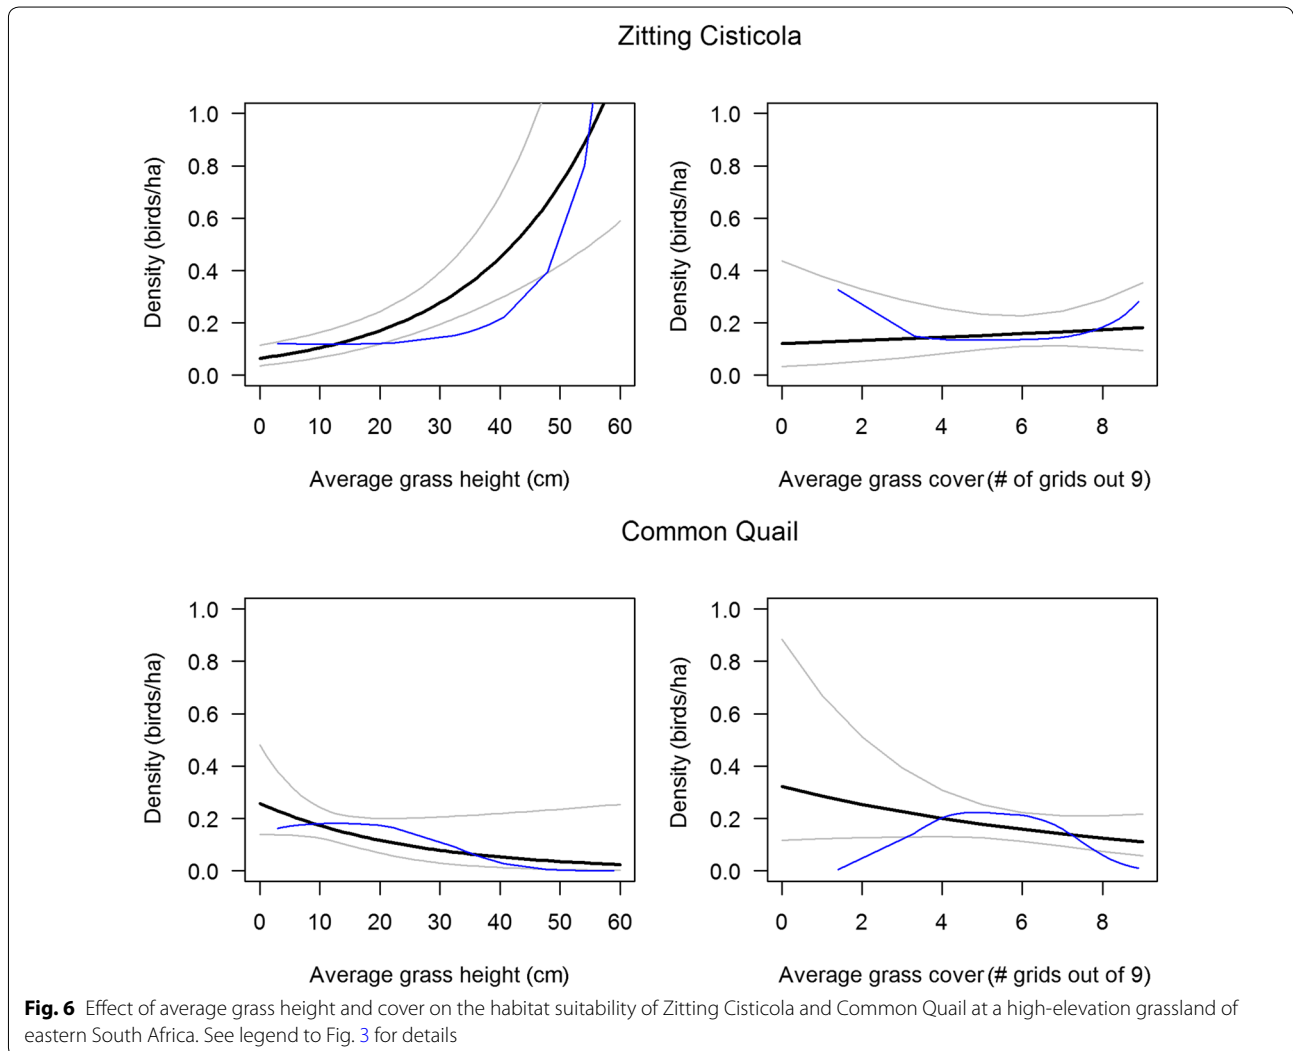 Zitting Cisticola
1.0
0.8
0.6
0.4
0.2
0.0
Density (birds/ha)
0 10 20 30 40 50 60
Average grass height (cm)
1.0
0.8
0.6
0.4
0.2
0.0
Density (birds/ha)
0 2 4 6 8
Average grass cover (# of grids out 9)
Common Quail
1.0
0.8
0.6
0.4
0.2
0.0
Density (birds/ha)
0 10 20 30 40 50 60
Average grass height (cm)
1.0
0.8
0.6
0.4
0.2
0.0
Density (birds/ha)
0 2 4 6 8
Average grass cover (# grids out of 9)
Fig. 6 Effect of average grass height and cover on the habitat suitability of Zitting Cisticola and Common Quail at a high-elevation grassland of
eastern South Africa. See legend to Fig. 3 for details